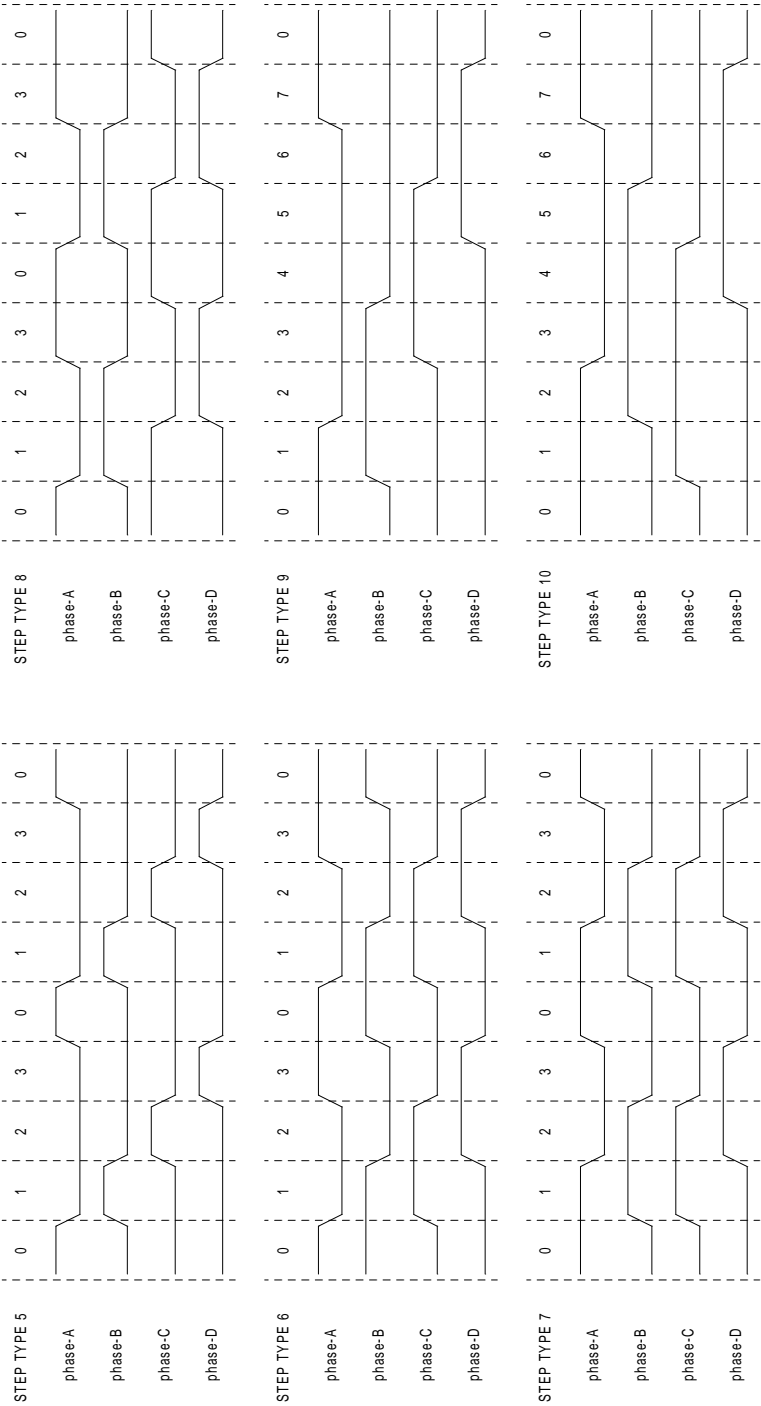 STEP TYPE 5 0 1 2 3 0 1 2 3 0
phase-A
phase-B
phase-C
phase-D
STEP TYPE 6 0 1 2 3 0 1 2 3 0
phase-A
phase-B
phase-C
phase-D
STEP TYPE 7 0 1 2 3 0 1 2 3 0
phase-A
phase-B
phase-C
phase-D
STEP TYPE 8 0 1 2 3 0 1 2 3 0
phase-A
phase-B
phase-C
phase-D
STEP TYPE 9 0 1 2 3 4 5 6 7 0
phase-A
phase-B
phase-C
phase-D
STEP TYPE 10 0 1 2 3 4 5 6 7 0
phase-A
phase-B
phase-C
phase-D